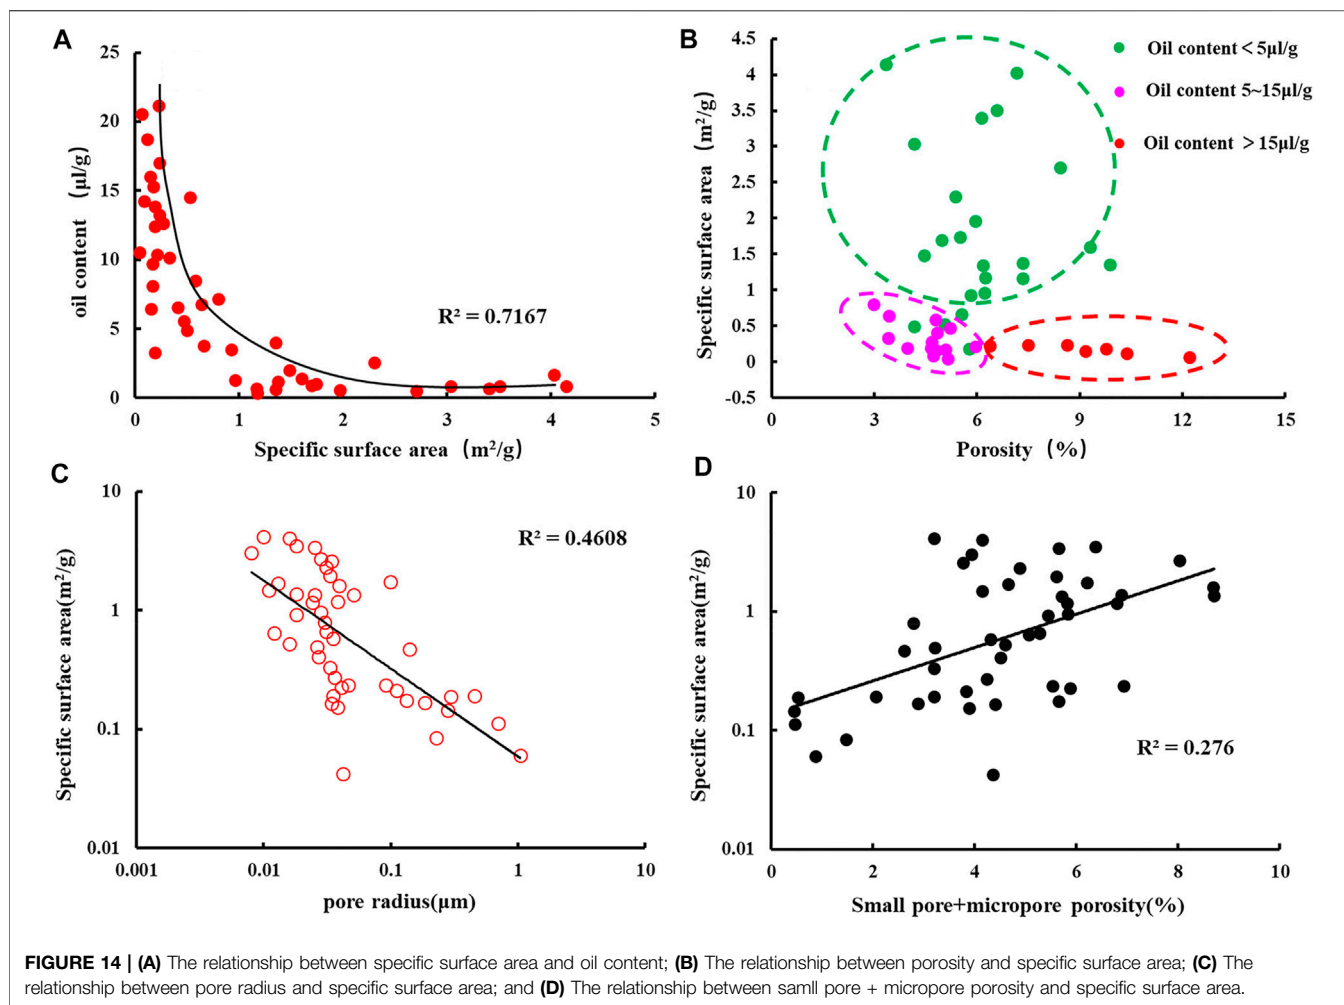 A
25
20
15
10
5
0
oil content (μl/g)
R² = 0.7167
0 1 2 3 4 5
Specific surface area (m²/g)
B
4.5
4
3.5
3
2.5
2
1.5
1
0.5
0
-0.5
Specific surface area (m²/g)
Oil content < 5μl/g
Oil content 5~15μl/g
Oil content > 15μl/g
0 3 6 9 12 15
Porosity (%)
C
10
1
0.1
0.01
Specific surface area(m²/g)
R² = 0.4608
0.001 0.01 0.1 1 10
pore radius(μm)
D
10
1
0.1
0.01
Specific surface area(m²/g)
R² = 0.276
0 2 4 6 8 10
Small pore+micropore porosity(%)
FIGURE 14 | (A) The relationship between specific surface area and oil content; (B) The relationship between porosity and specific surface area; (C) The
relationship between pore radius and specific surface area; and (D) The relationship between samll pore + micropore porosity and specific surface area.